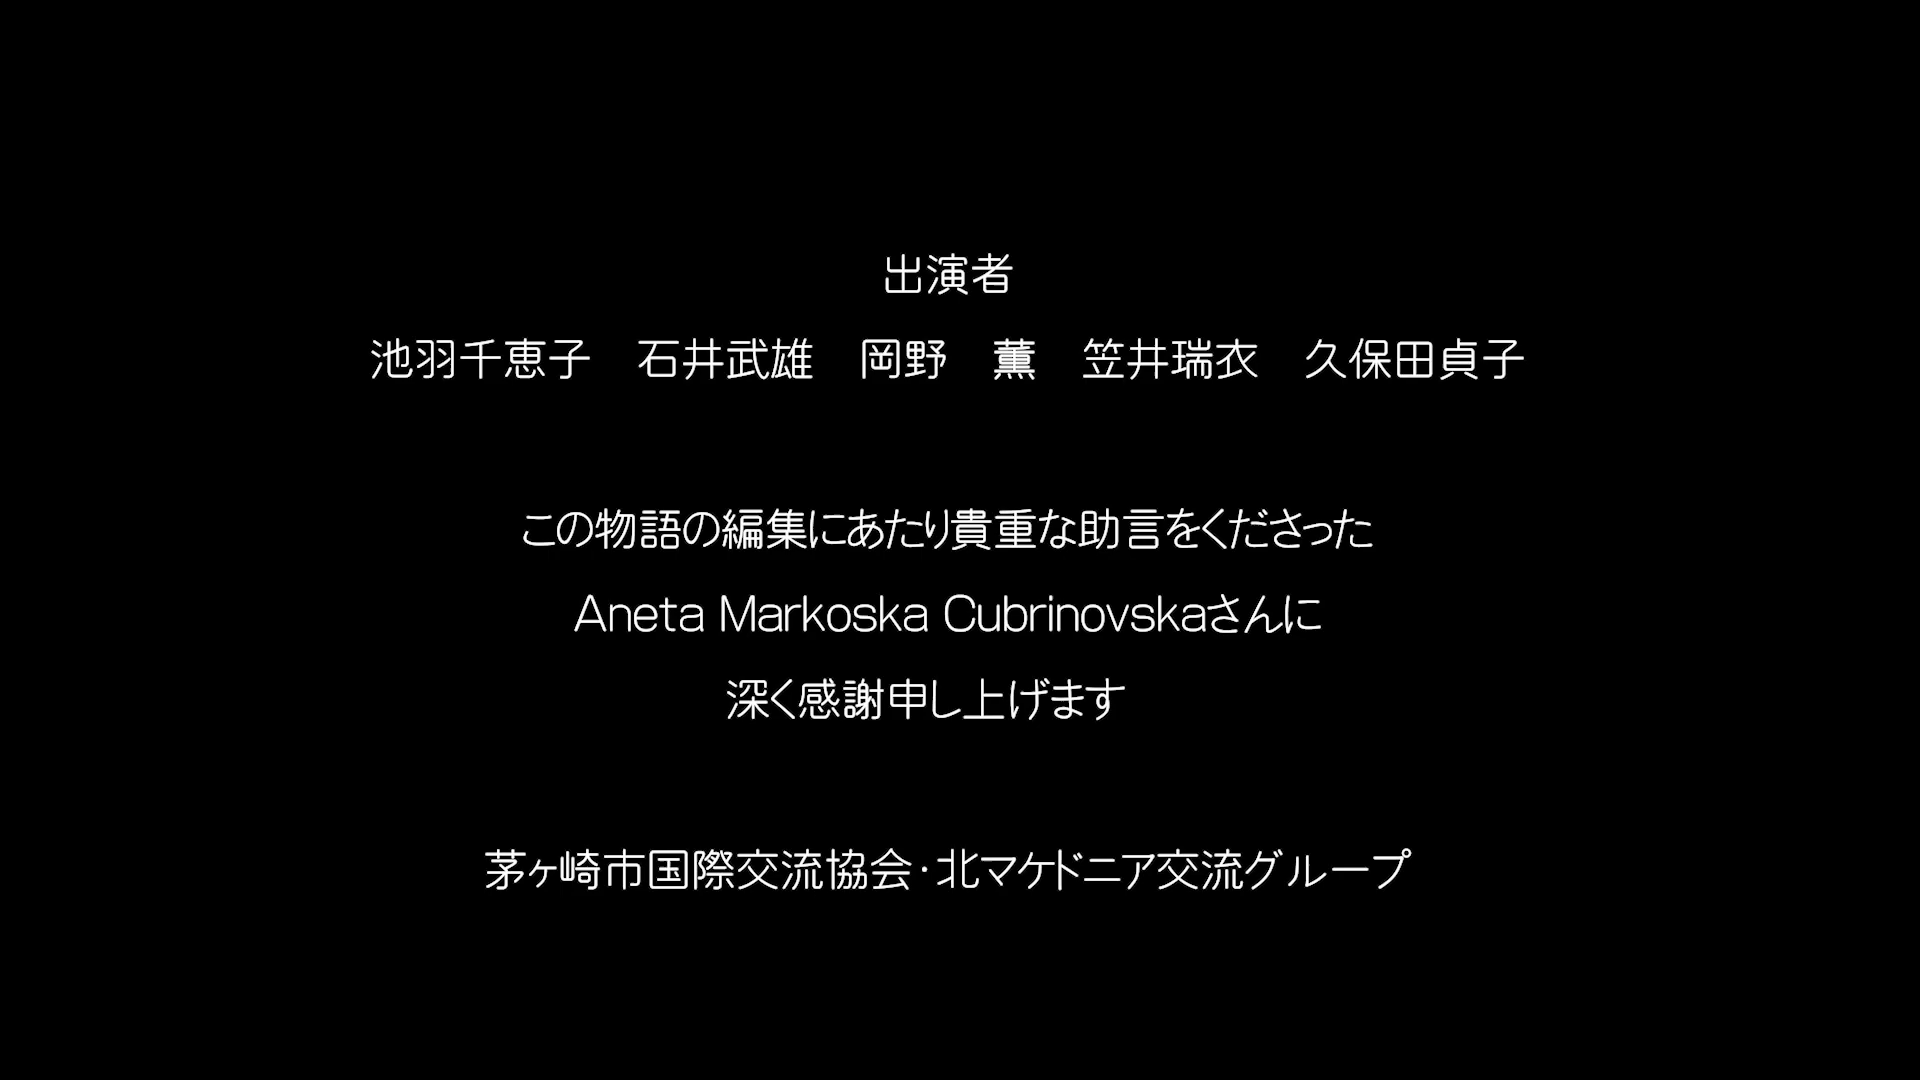 出演者
池羽千恵子　石井武雄　岡野　薫　笠井瑞衣　久保田貞子
この物語の編集にあたり貴重な助言をくださった
Aneta Markoska Cubrinovskaさんに
深く感謝申し上げます
茅ヶ崎市国際交流協会・北マケドニア交流グループ